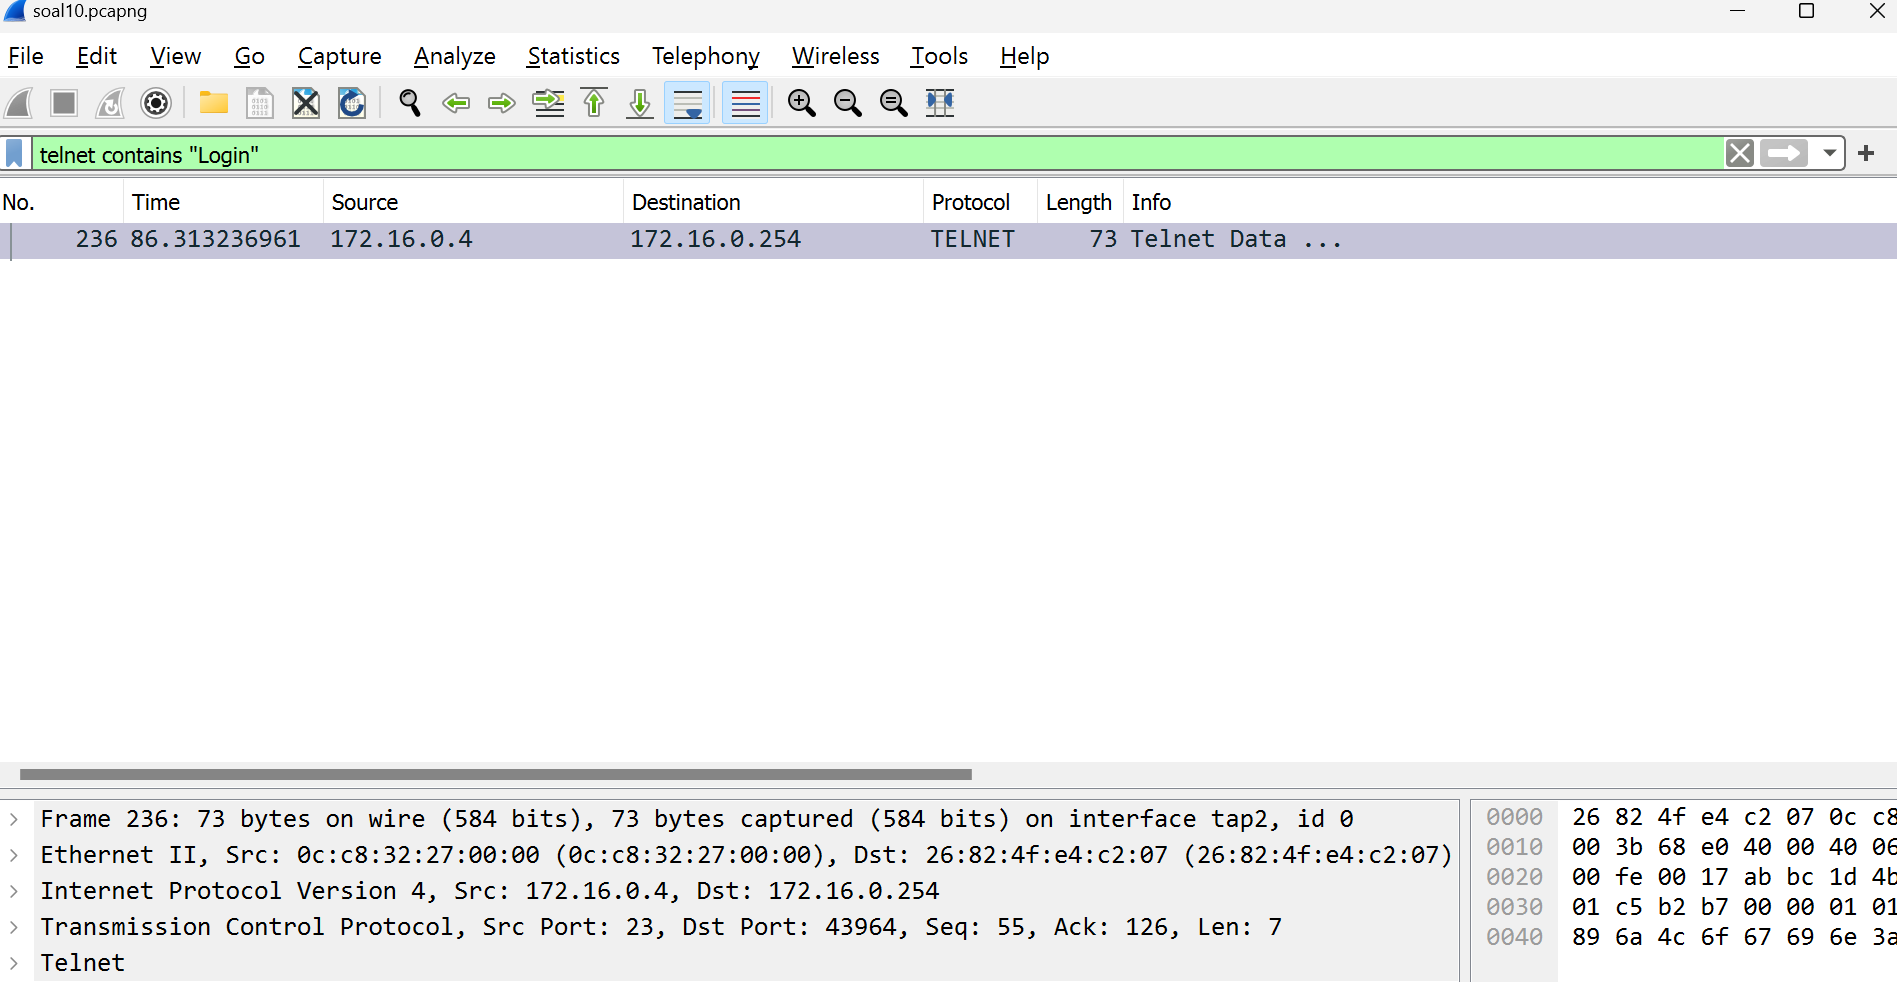 soal10.pcapng
File Edit View Go Capture Analyze Statistics Telephony Wireless Tools Help
telnet contains "Login"
No. Time Source Destination Protocol Length Info
236 86.313236961 172.16.0.4 172.16.0.254 TELNET 73 Telnet Data ...
Frame 236: 73 bytes on wire (584 bits), 73 bytes captured (584 bits) on interface tap2, id 0
Ethernet II, Src: 0c:c8:32:27:00:00 (0c:c8:32:27:00:00), Dst: 26:82:4f:e4:c2:07 (26:82:4f:e4:c2:07)
Internet Protocol Version 4, Src: 172.16.0.4, Dst: 172.16.0.254
Transmission Control Protocol, Src Port: 23, Dst Port: 43964, Seq: 55, Ack: 126, Len: 7
Telnet
0000 26 82 4f e4 c2 07 0c c8
0010 00 3b 68 e0 40 00 40 06
0020 00 fe 00 17 ab bc 1d 4b
0030 01 c5 b2 b7 00 00 01 01
0040 89 6a 4c 6f 67 69 6e 3a